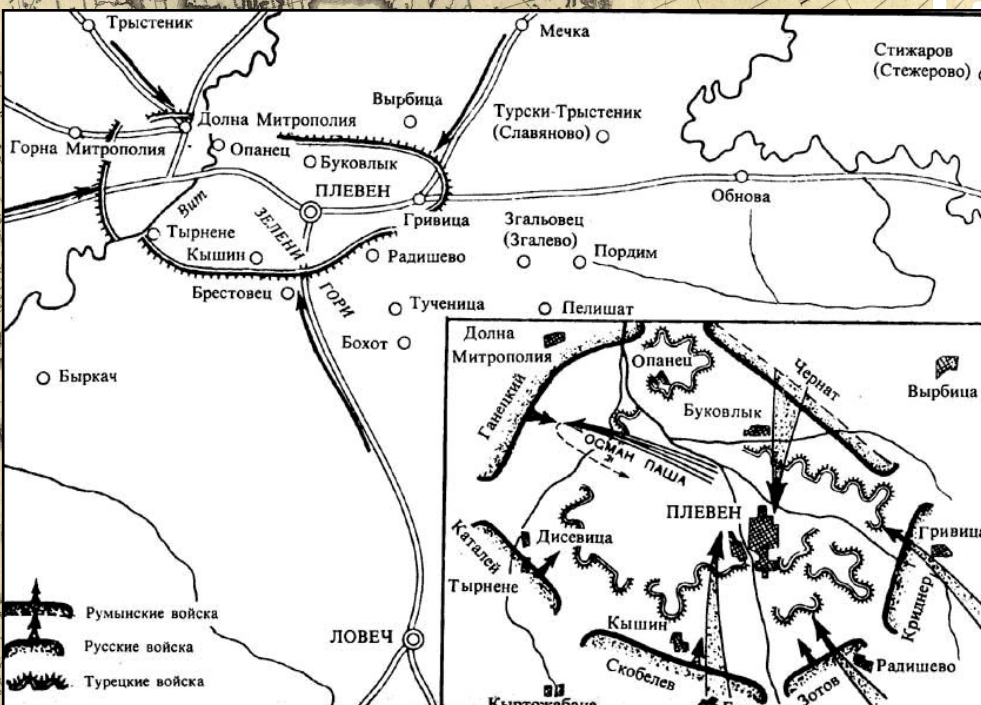 Трыстеник
Мечка
Стижаров
(Стежерово)
Вырбица
Турски-Трыстеник
(Славяново)
Долна Митрополия
Горна Митрополия
Опанец
Буковлык
ПЛЕВЕН
Обнова
Вит
Гривица
Згальовец
(Згалево)
ЗЕЛЕНИ
ГОРИ
Тырнене
Кышин
Радишево
Пордим
Брестовец
Тученица
Пелишат
Бохот
Быркач
ЛОВЕЧ
Румынские войска
Русские войска
Турецкие войска
Долна
Митрополия
Опанец
Чернат
Вырбица
Ганецкий
Буковлык
ОСМАН ПАША
ПЛЕВЕН
Гривица
Каталей
Дисевица
Тырнене
Криднер
Кышин
Скобелев
Зотов
Радишево